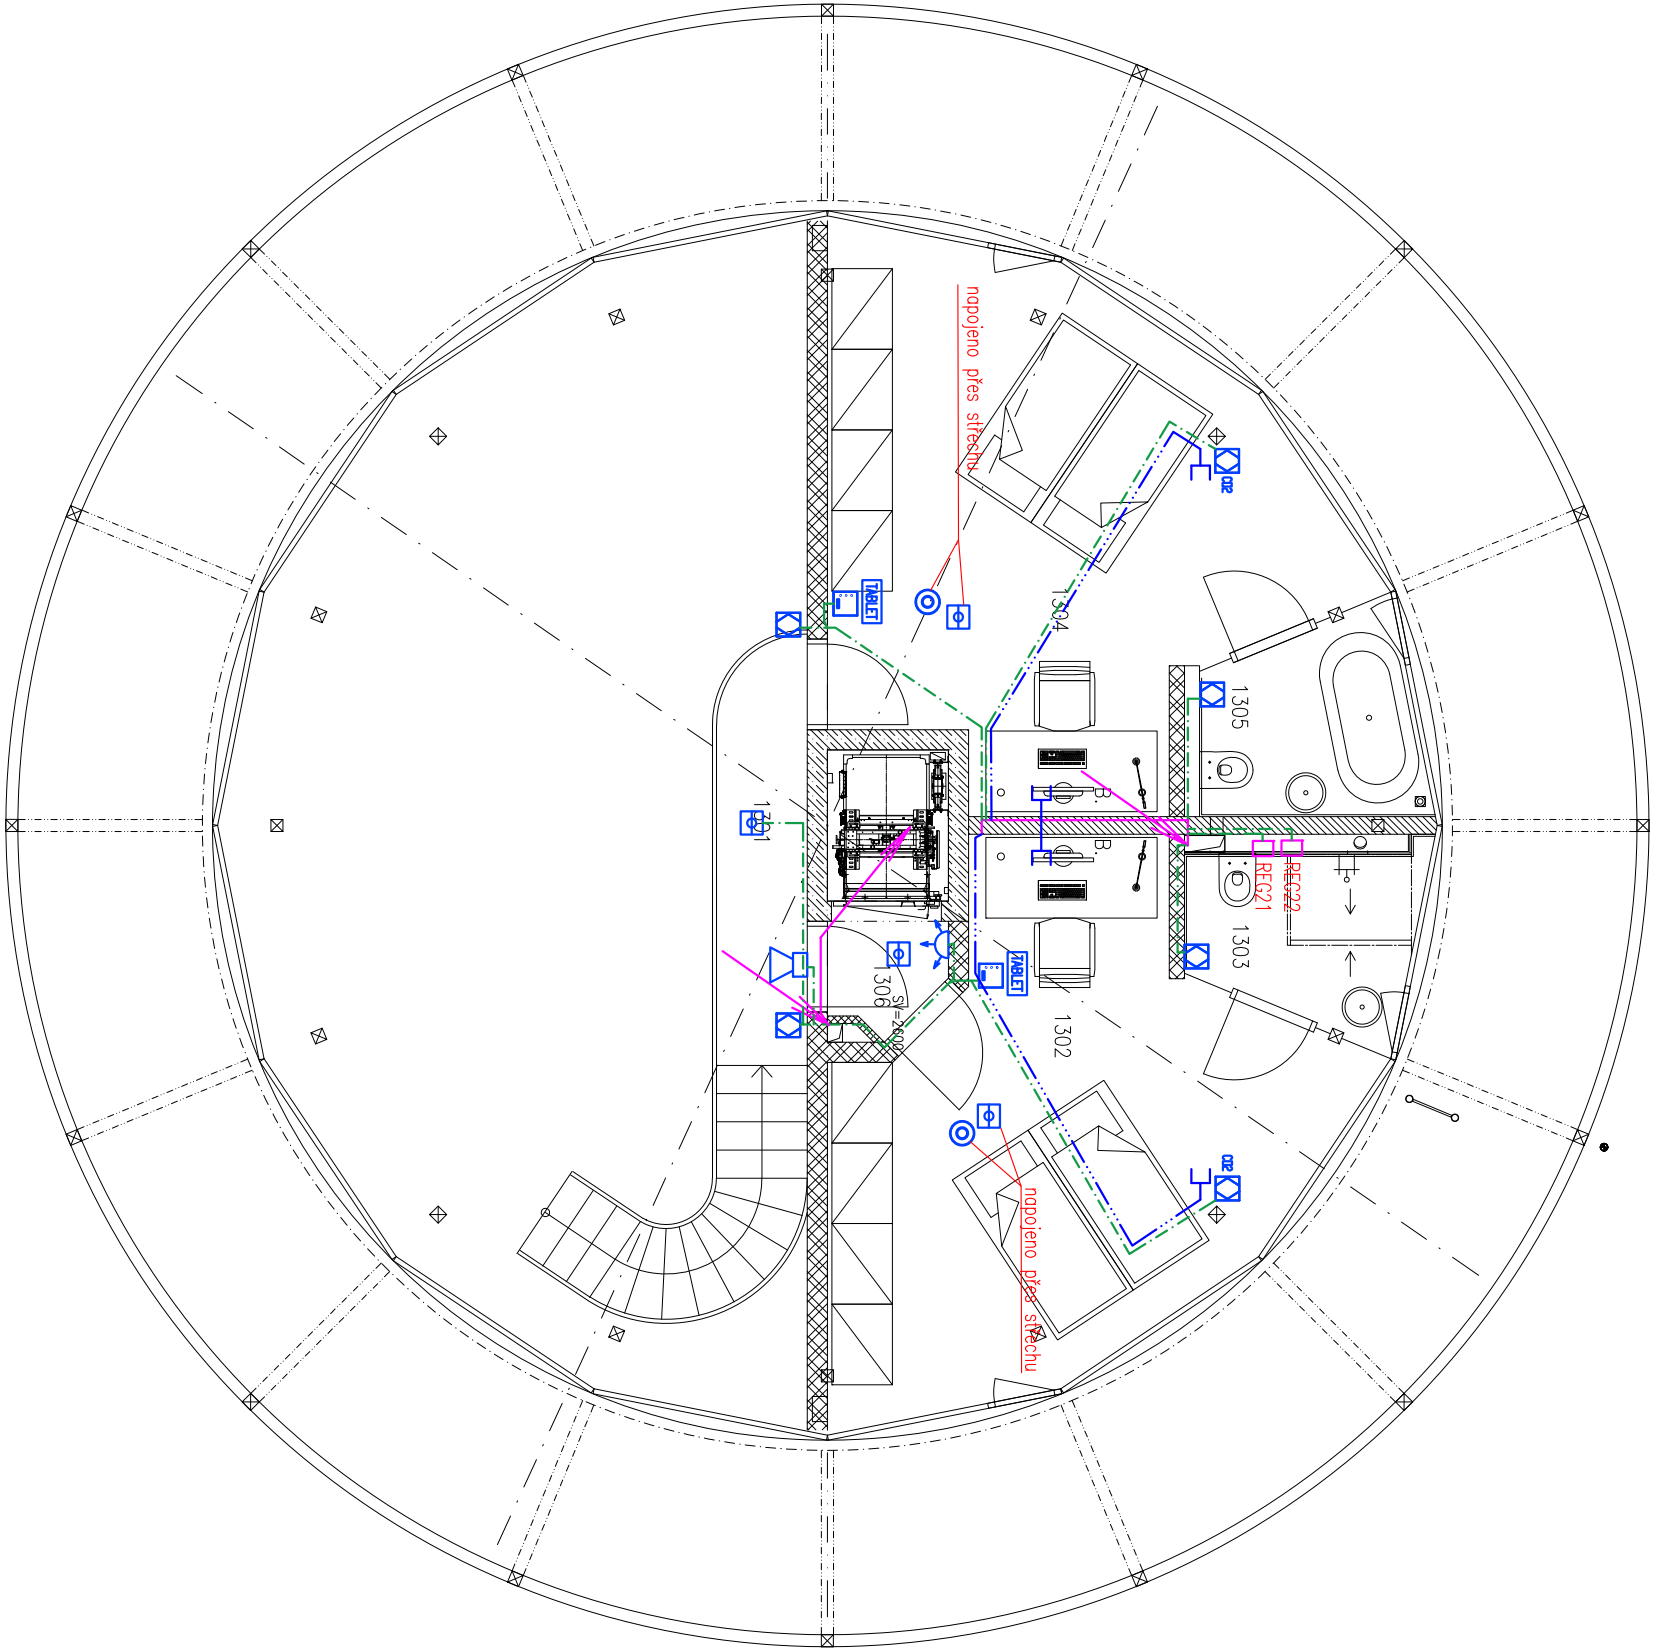 napojeno přes střechu
CO2
TABLET
1304
1305
B.
B.
1301
REG22
REG21
1303
TABLET
1306
SV=2600
1302
CO2
napojeno přes střechu